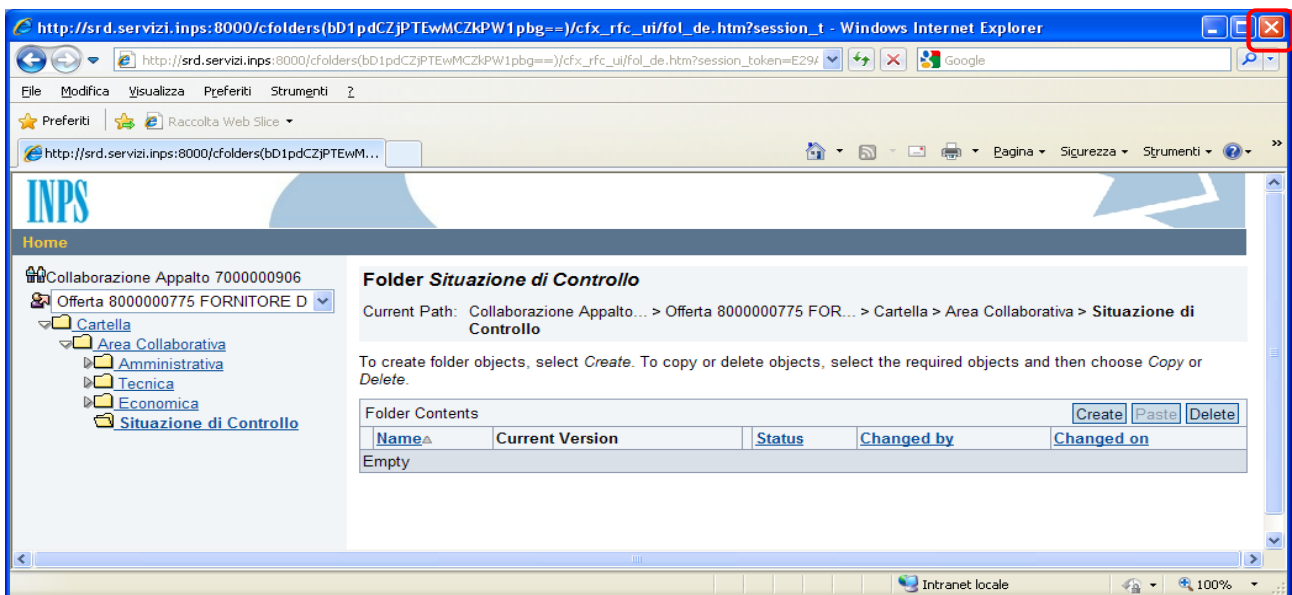 http://srd.servizi.inps:8000/cfolders(bD1pdCZjPTEwMCZkPW1pbg==)/cfx_rfc_ui/fol_de.htm?session_t - Windows Internet Explorer
http://srd.servizi.inps:8000/cfolders(bD1pdCZjPTEwMCZkPW1pbg==)/cfx_rfc_ui/fol_de.htm?session_token=E29/ Google
File Modifica Visualizza Preferiti Strumenti ?
Preferiti Raccolta Web Slice
http://srd.servizi.inps:8000/cfolders(bD1pdCZjPTEwM... Pagina Sicurezza Strumenti »
INPS
Home
Collaborazione Appalto 7000000906
Offerta 8000000775 FORNITORE D
Cartella
Area Collaborativa
Amministrativa
Tecnica
Economica
Situazione di Controllo
Folder Situazione di Controllo
Current Path: Collaborazione Appalto... > Offerta 8000000775 FOR... > Cartella > Area Collaborativa > Situazione di
Controllo
To create folder objects, select Create. To copy or delete objects, select the required objects and then choose Copy or
Delete.
Folder Contents Create Paste Delete
Name Current Version Status Changed by Changed on
Empty
Intranet locale 100%